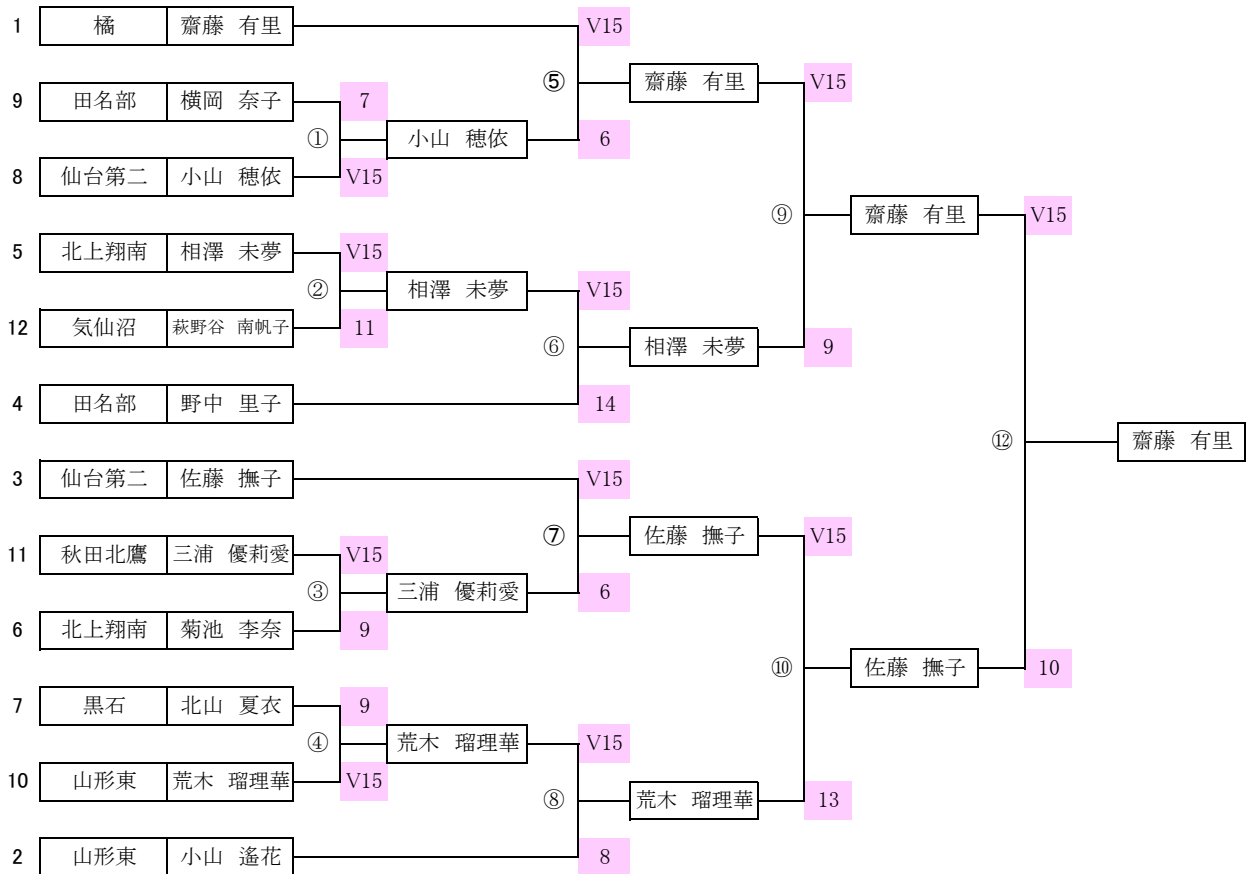 1 橘 齋藤 有里 V15
⑤ 齋藤 有里 V15
9 田名部 横岡 奈子 7
① 小山 穂依 6
8 仙台第二 小山 穂依 V15
⑨ 齋藤 有里 V15
5 北上翔南 相澤 未夢 V15
② 相澤 未夢 V15
12 気仙沼 萩野谷 南帆子 11
⑥ 相澤 未夢 9
4 田名部 野中 里子 14
⑫ 齋藤 有里
3 仙台第二 佐藤 撫子 V15
⑦ 佐藤 撫子 V15
11 秋田北鷹 三浦 優莉愛 V15
③ 三浦 優莉愛 6
6 北上翔南 菊池 李奈 9
⑩ 佐藤 撫子 10
7 黒石 北山 夏衣 9
④ 荒木 瑠理華 V15
10 山形東 荒木 瑠理華 V15
⑧ 荒木 瑠理華 13
2 山形東 小山 遙花 8